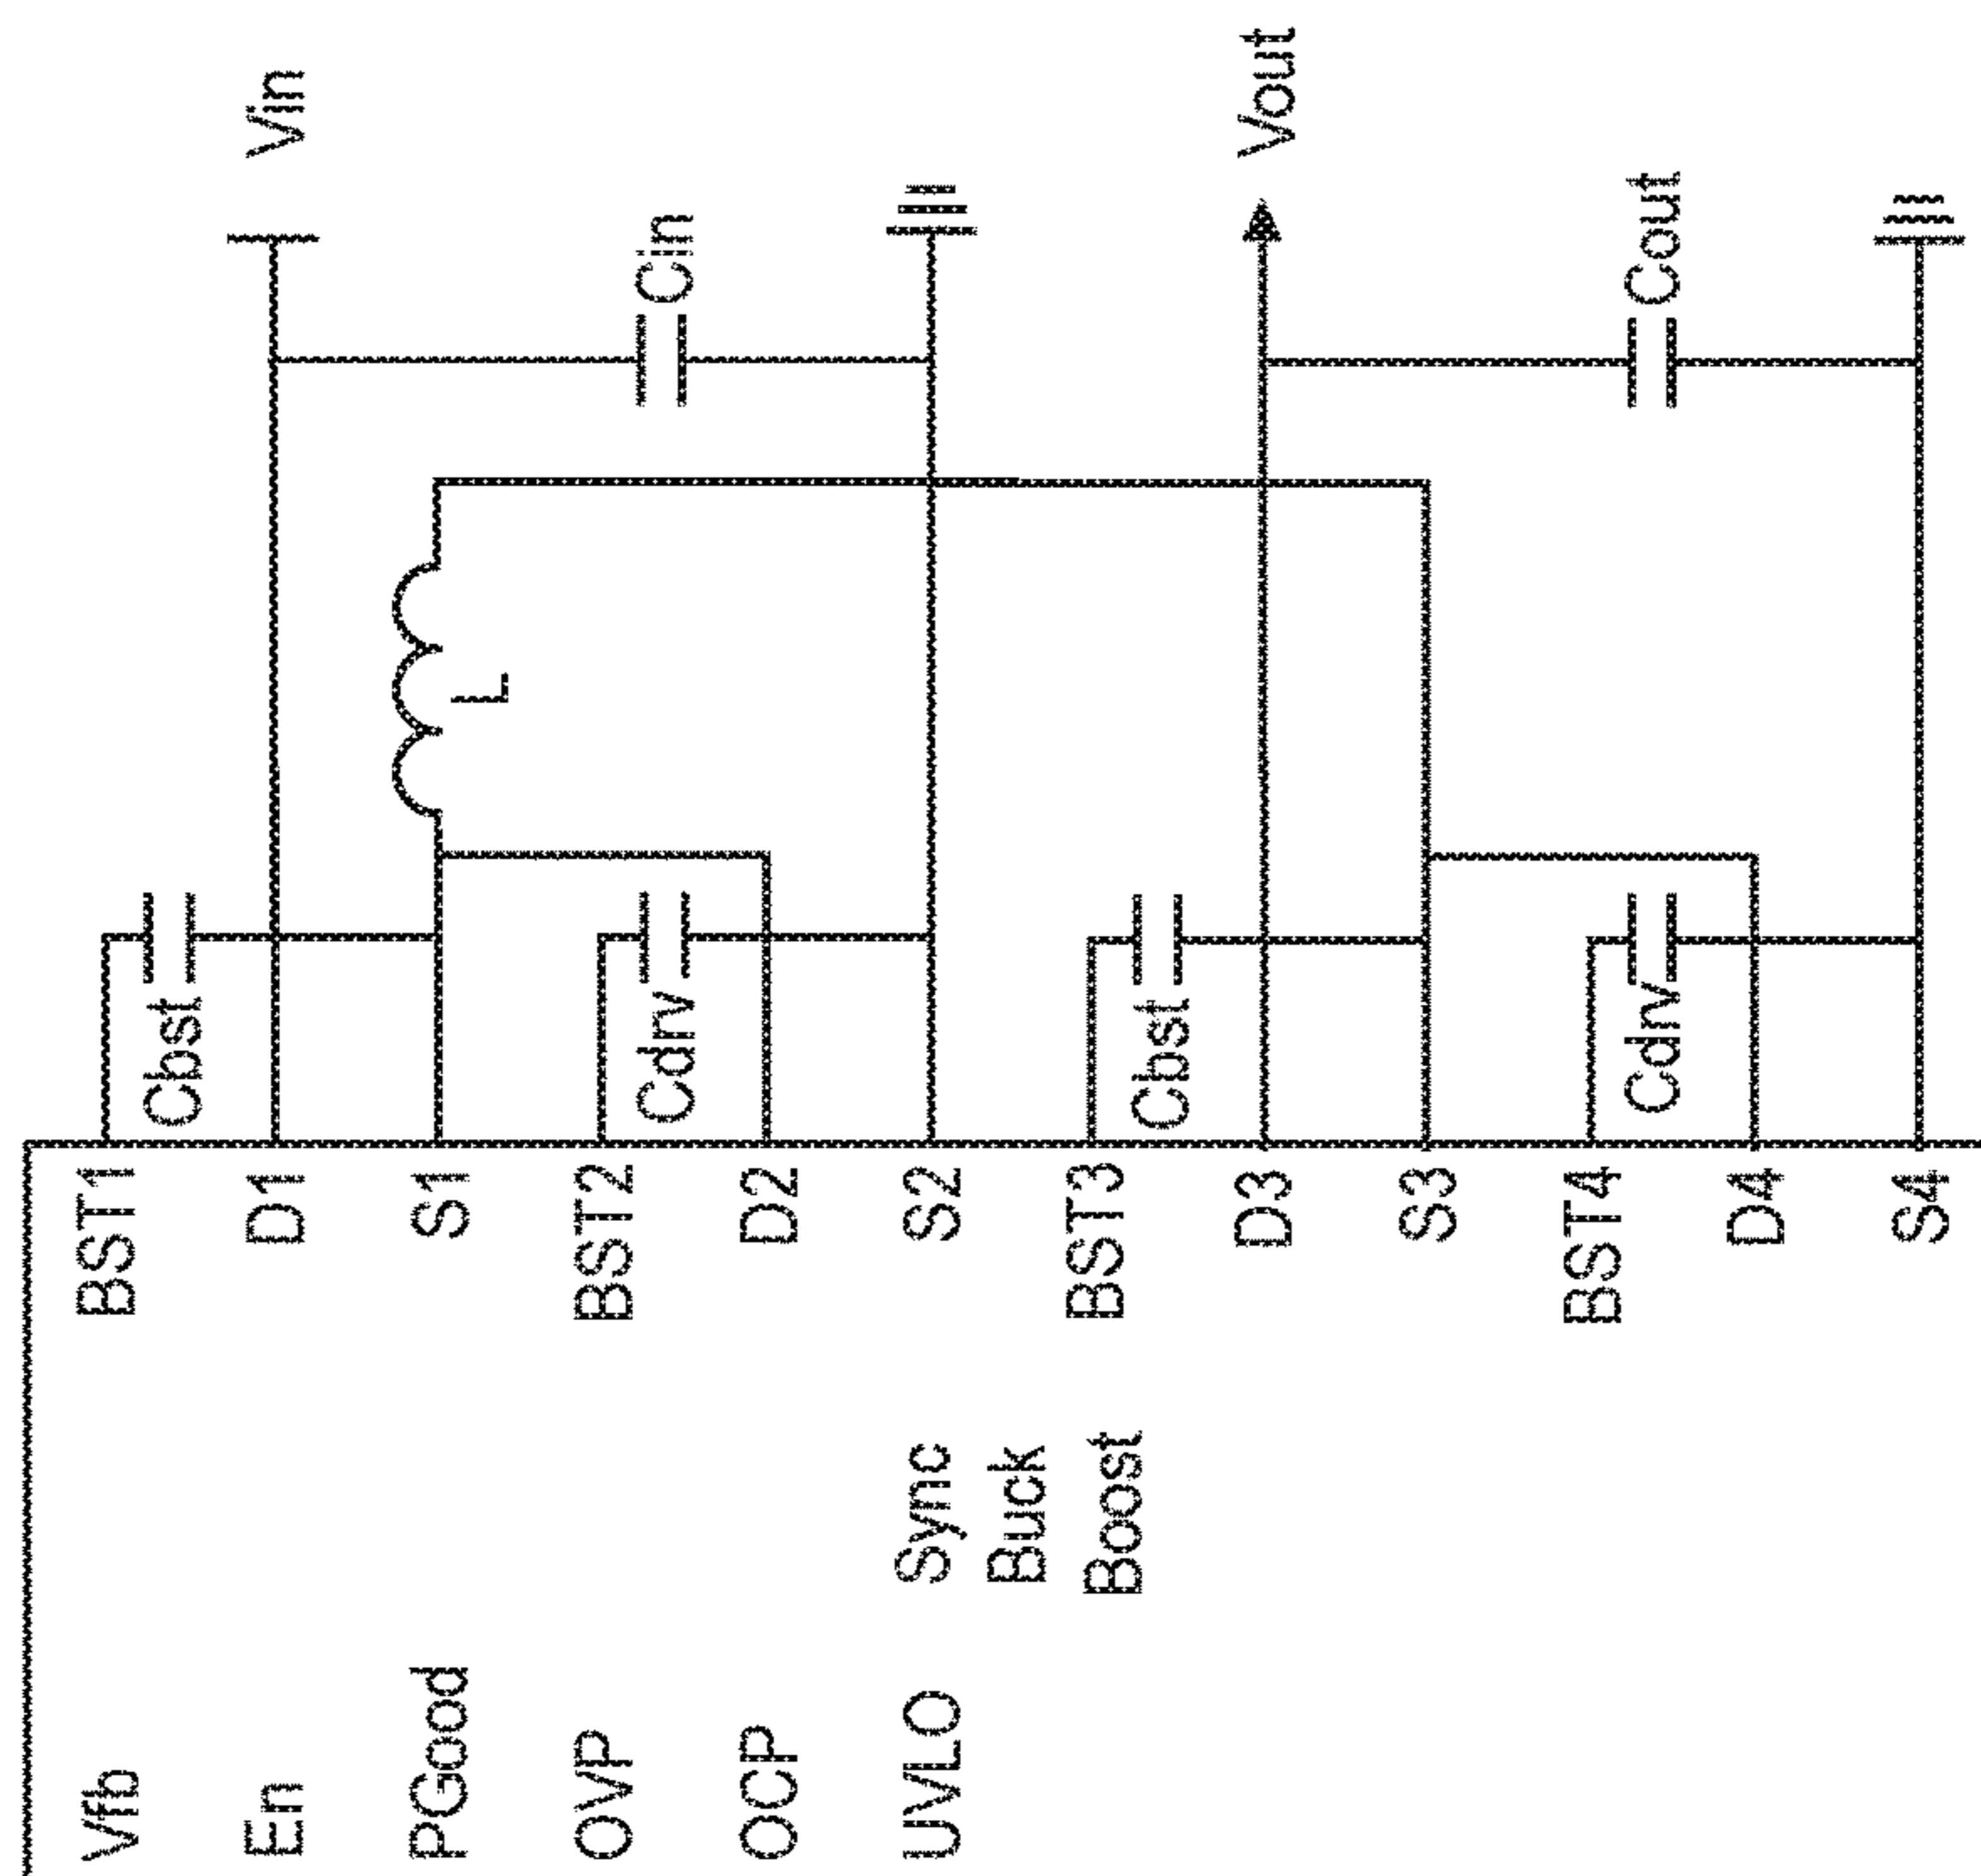 Vfb
En
PGood
OVP
OCP
UVLO
Sync
Buck
Boost
BST1
D1
S1
BST2
D2
S2
BST3
D3
S3
BST4
D4
S4
Cbst
Cdrv
Cbst
Cdrv
L
Cin
Cout
Vin
Vout